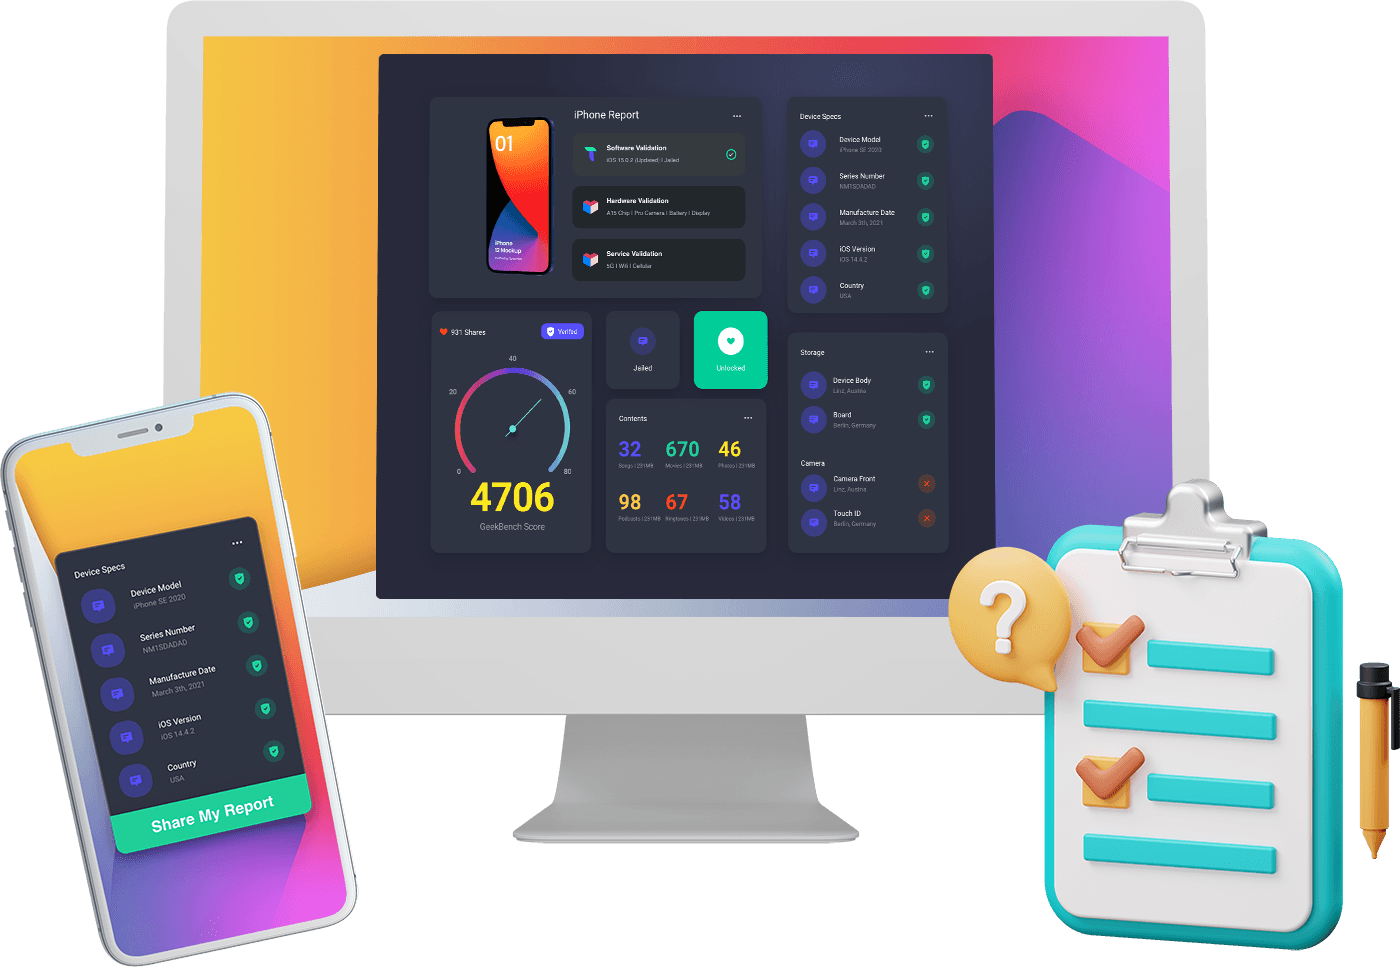 01
iPhone
12 Mockup
iPhone Report
Software Validation
iOS 15.0.2 (Updated) | Jailed
Hardware Validation
A15 Chip | Pro Camera | Battery | Display
Service Validation
5G | Wifi | Cellular
Device Specs
Device Model
iPhone SE 2020
Series Number
NM1SDADAD
Manufacture Date
March 3th, 2021
iOS Version
iOS 14.4.2
Country
USA
931 Shares
Verified
0
20
40
60
80
4706
GeekBench Score
Jailed
Unlocked
Contents
32
Songs | 231MB
670
Movies | 231MB
46
Photos | 231MB
98
Podcasts | 231MB
67
Ringtones | 231MB
58
Videos | 231MB
Storage
Device Body
Linz, Austria
Board
Berlin, Germany
Camera
Camera Front
Linz, Austria
Touch ID
Berlin, Germany
Device Specs
Device Model
iPhone SE 2020
Series Number
NM1SDADAD
Manufacture Date
March 3th, 2021
iOS Version
iOS 14.4.2
Country
USA
Share My Report
?